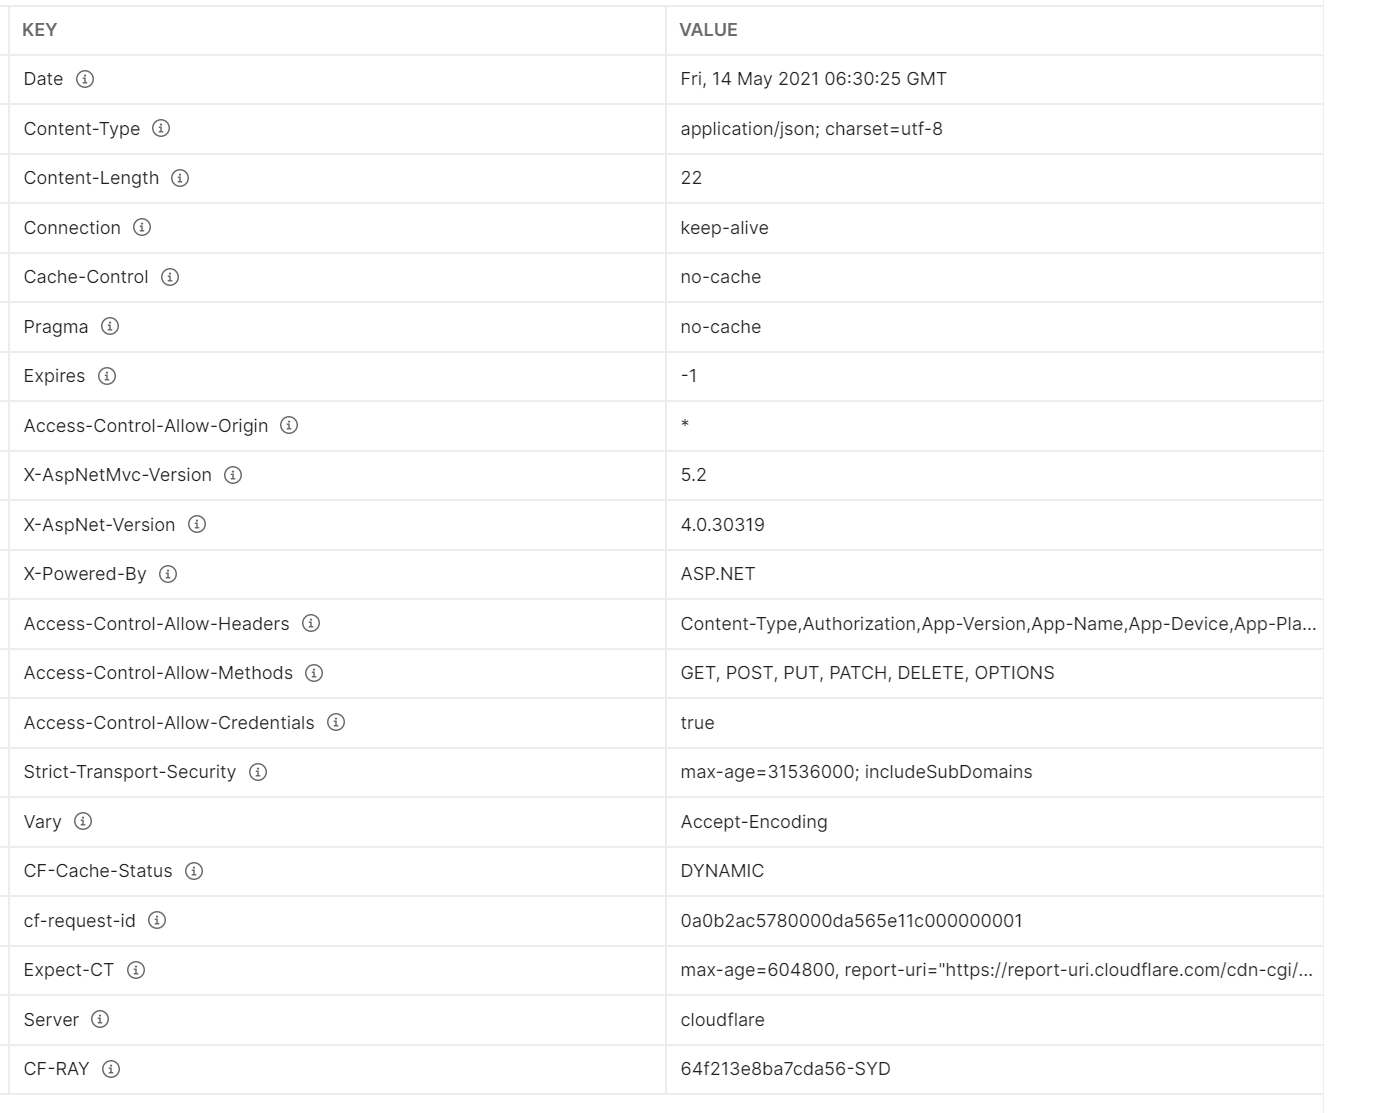 KEY VALUE
Date Fri, 14 May 2021 06:30:25 GMT
Content-Type application/json; charset=utf-8
Content-Length 22
Connection keep-alive
Cache-Control no-cache
Pragma no-cache
Expires -1
Access-Control-Allow-Origin *
X-AspNetMvc-Version 5.2
X-AspNet-Version 4.0.30319
X-Powered-By ASP.NET
Access-Control-Allow-Headers Content-Type,Authorization,App-Version,App-Name,App-Device,App-Pla...
Access-Control-Allow-Methods GET, POST, PUT, PATCH, DELETE, OPTIONS
Access-Control-Allow-Credentials true
Strict-Transport-Security max-age=31536000; includeSubDomains
Vary Accept-Encoding
CF-Cache-Status DYNAMIC
cf-request-id 0a0b2ac5780000da565e11c000000001
Expect-CT max-age=604800, report-uri="https://report-uri.cloudflare.com/cdn-cgi/...
Server cloudflare
CF-RAY 64f213e8ba7cda56-SYD